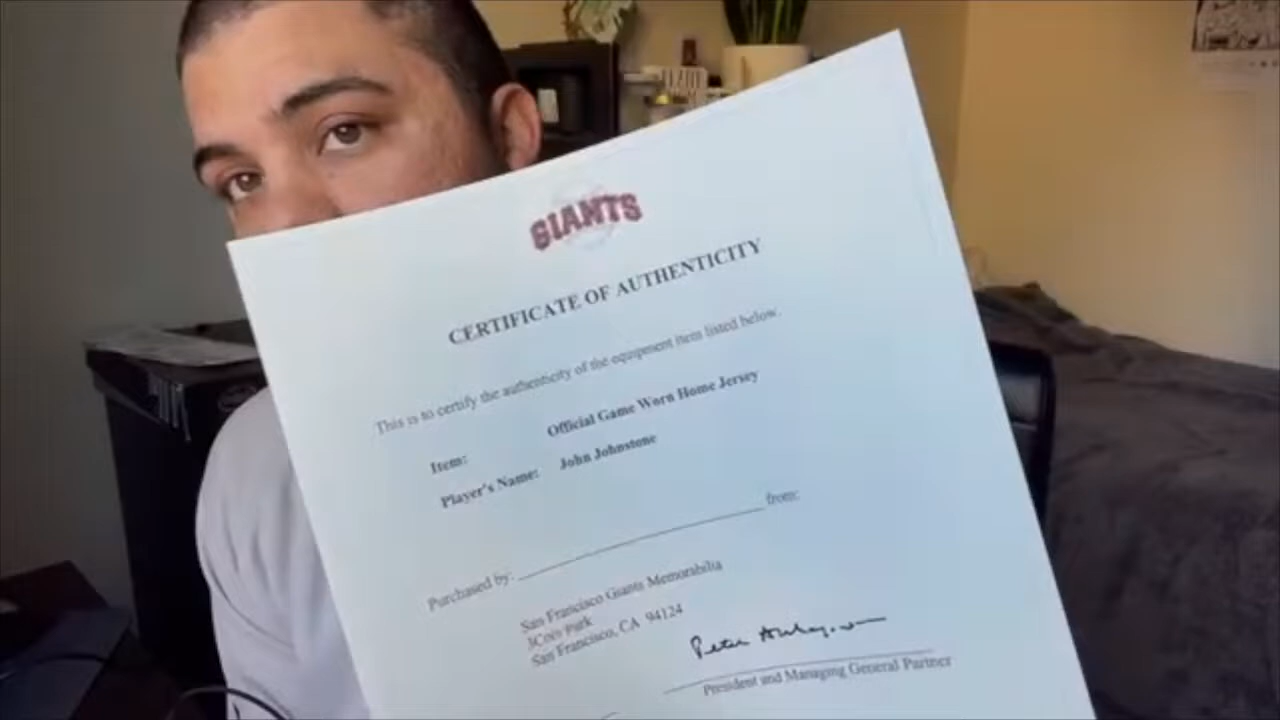 GIANTS
CERTIFICATE OF AUTHENTICITY
This is to certify the authenticity of the equipment item listed below.
Item: Official Game Worn Home Jersey
Player's Name: John Johnstone
Purchased by: ____________________ from:
San Francisco Giants Memorabilia
3Com Park
San Francisco, CA 94124
Peter
President and Managing General Partner